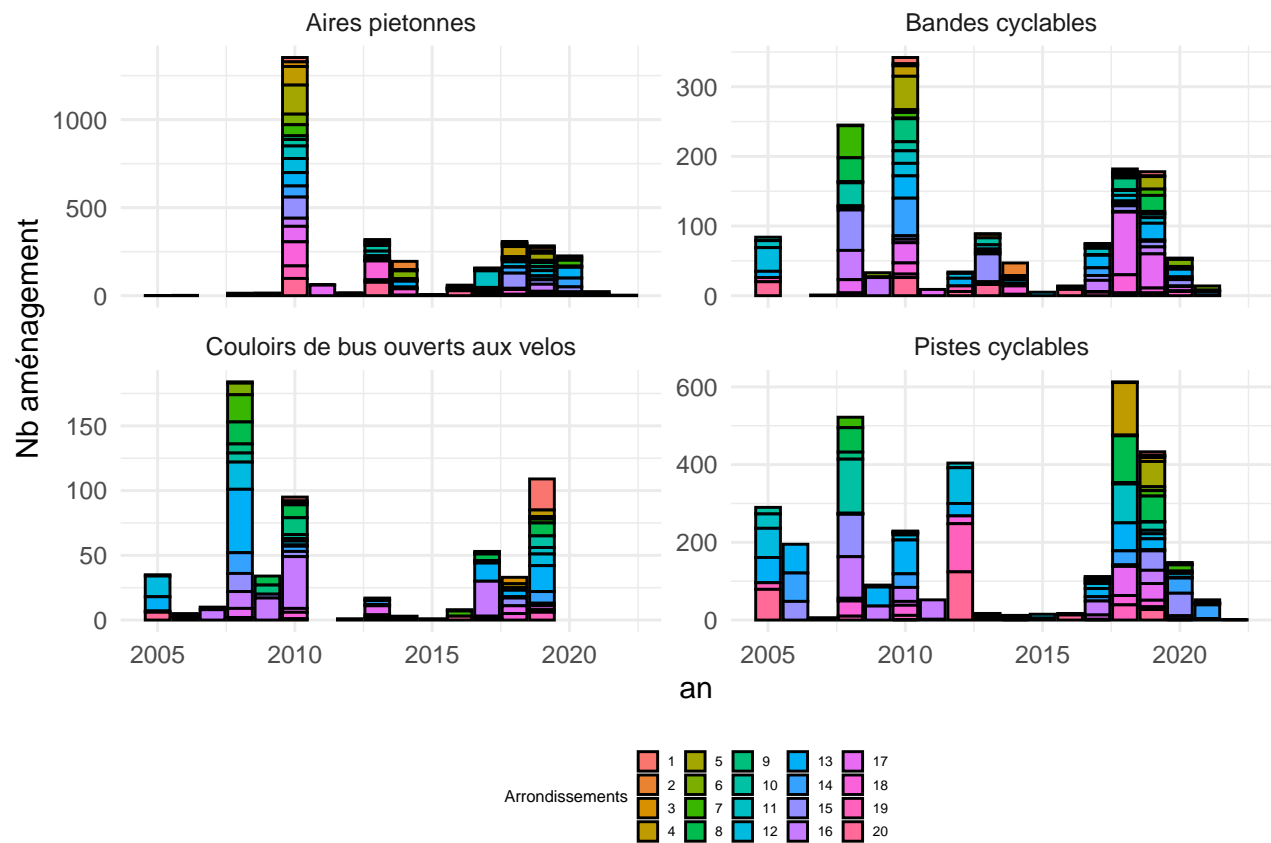 Aires pietonnes
Bandes cyclables
1000
500
0
300
200
100
0
Couloirs de bus ouverts aux velos
Pistes cyclables
150
100
50
0
600
400
200
0
2005 2010 2015 2020
2005 2010 2015 2020
Nb aménagement
an
Arrondissements
1 5 9 13 17
2 6 10 14 18
3 7 11 15 19
4 8 12 16 20